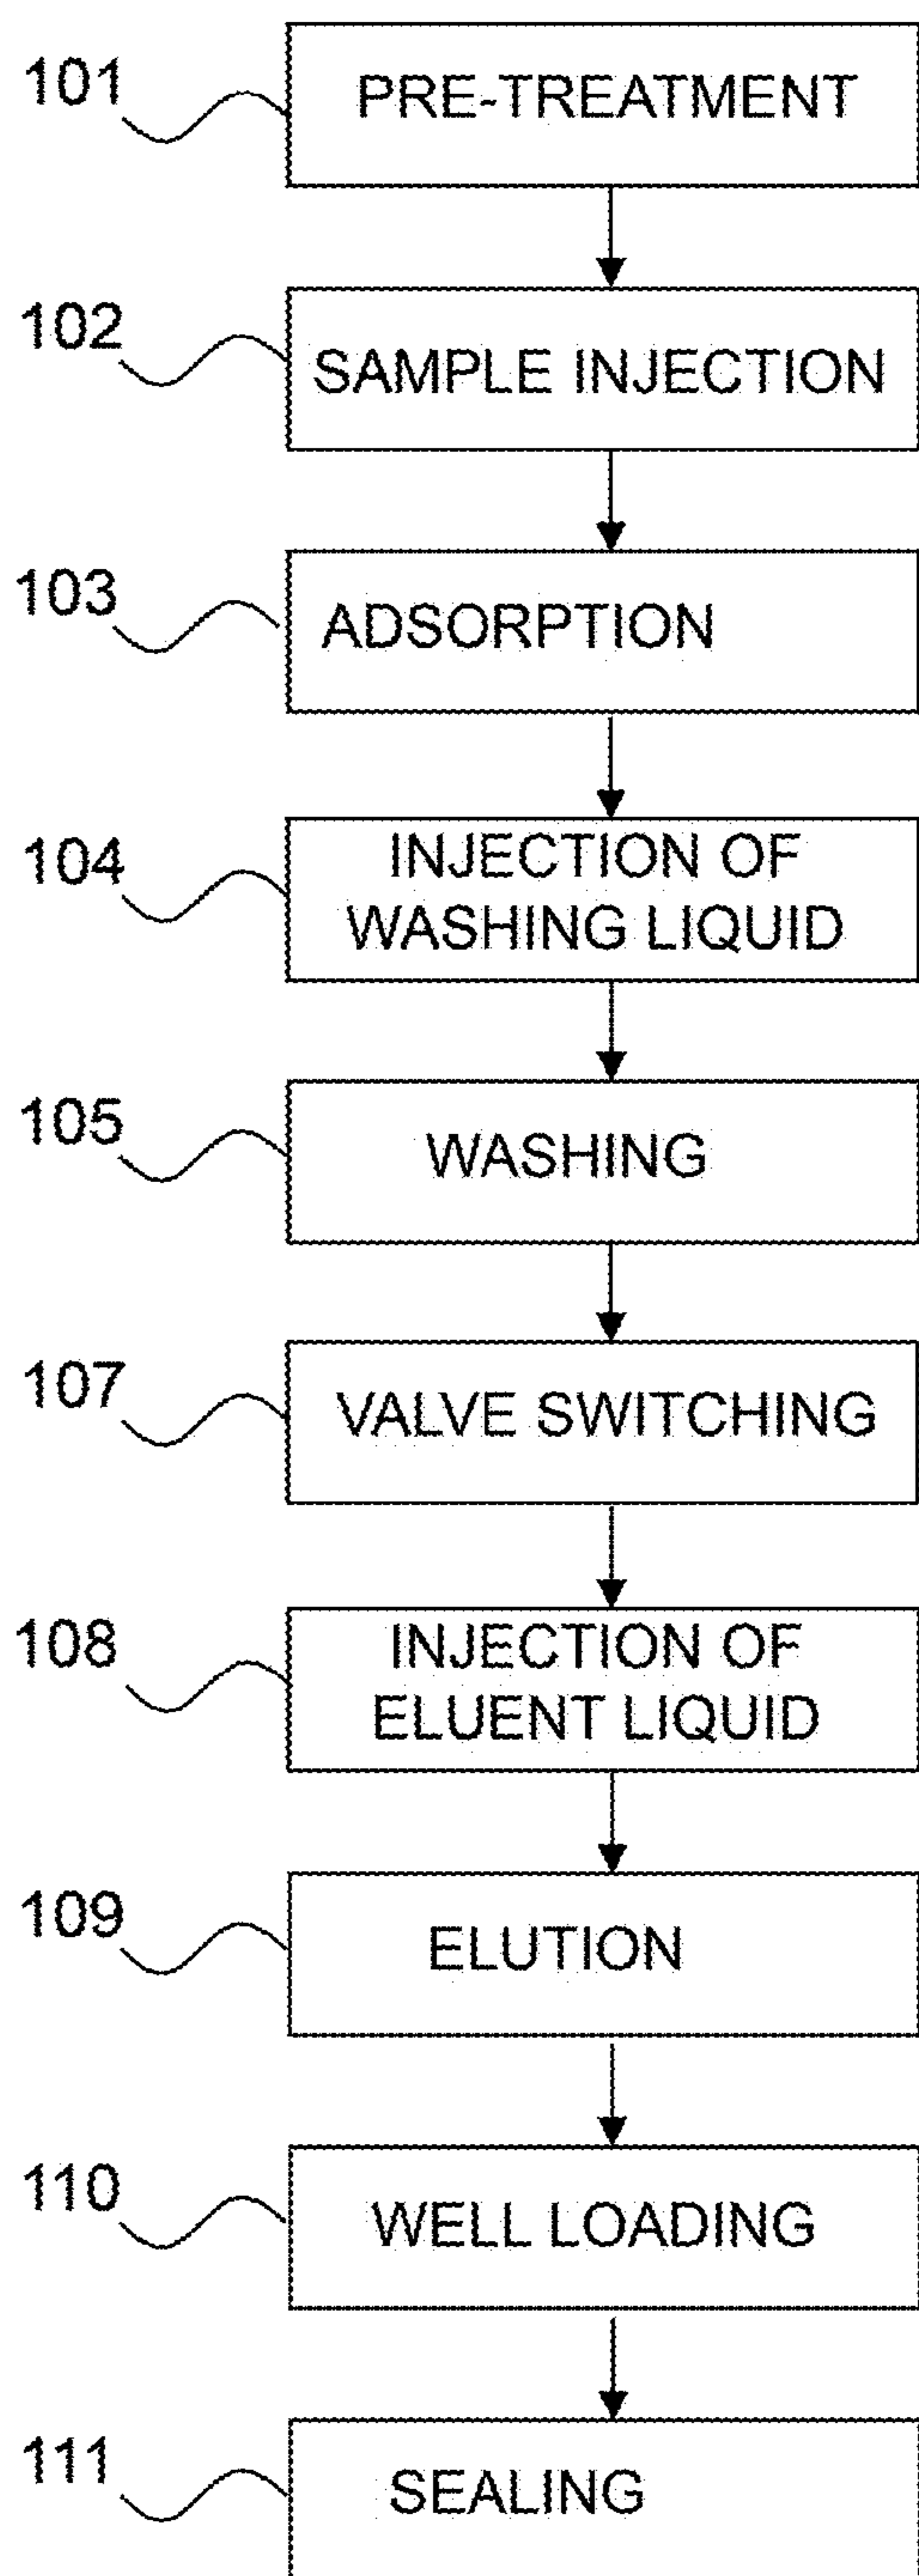 101
PRE-TREATMENT
102
SAMPLE INJECTION
103
ADSORPTION
104
INJECTION OF
WASHING LIQUID
105
WASHING
107
VALVE SWITCHING
108
INJECTION OF
ELUENT LIQUID
109
ELUTION
110
WELL LOADING
111
SEALING